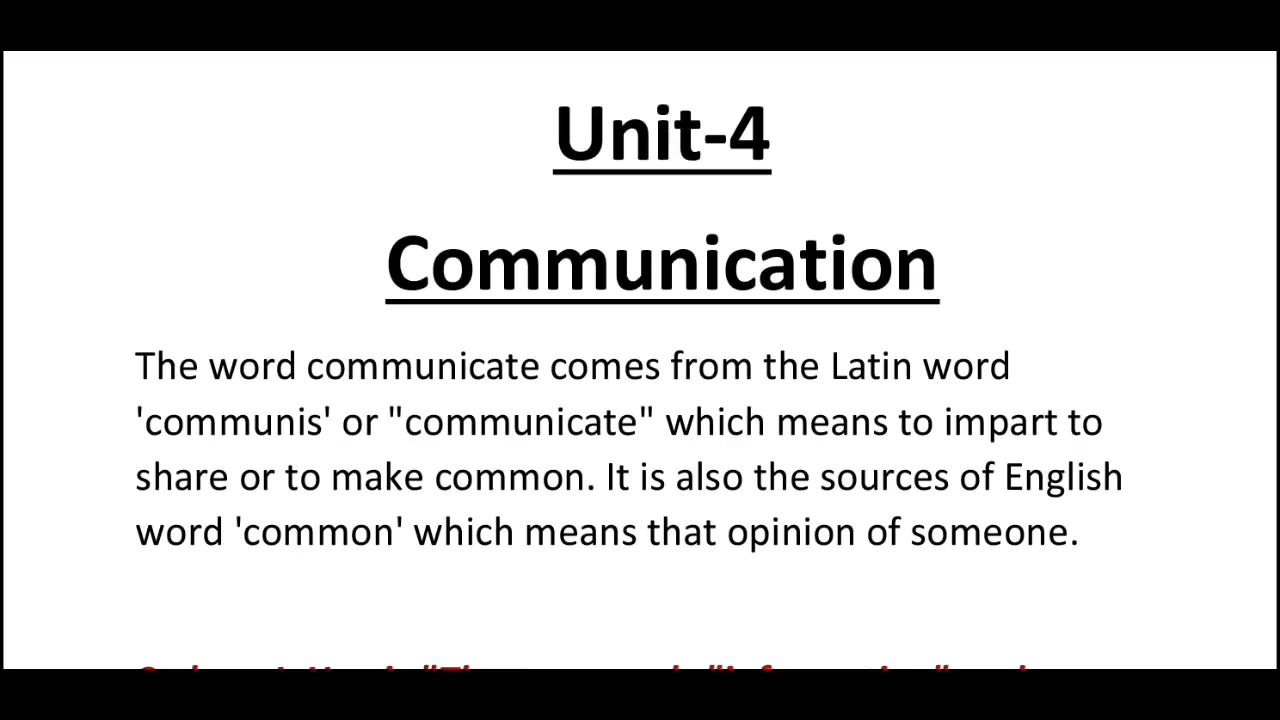 Unit-4
Communication
The word communicate comes from the Latin word
'communis' or "communicate" which means to impart to
share or to make common. It is also the sources of English
word 'common' which means that opinion of someone.